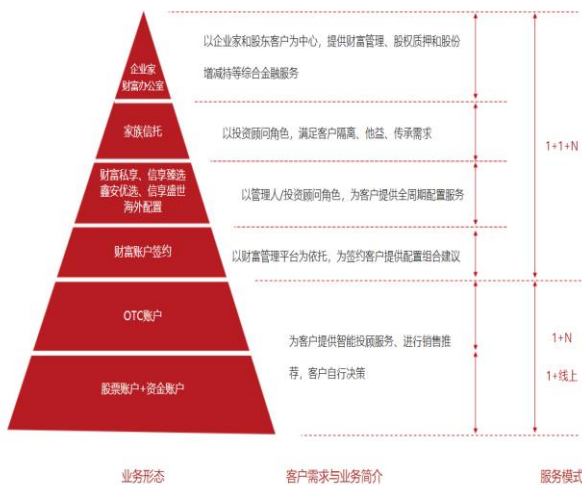 企业家
财富办公室
以企业家和股东客户为中心，提供财富管理、股权质押和股份
增减持等综合金融服务
家族信托
以投资顾问角色，满足客户隔离、他益、传承需求
1+1+N
财富私享、信享臻选
鑫安优选、信享盛世
海外配置
以管理人/投资顾问角色，为客户提供全周期配置服务
财富账户签约
以财富管理平台为依托，为签约客户提供配置组合建议
OTC账户
为客户提供智能投顾服务、进行销售推
荐，客户自行决策
1+N
1+线上
股票账户+资金账户
业务形态
客户需求与业务简介
服务模式